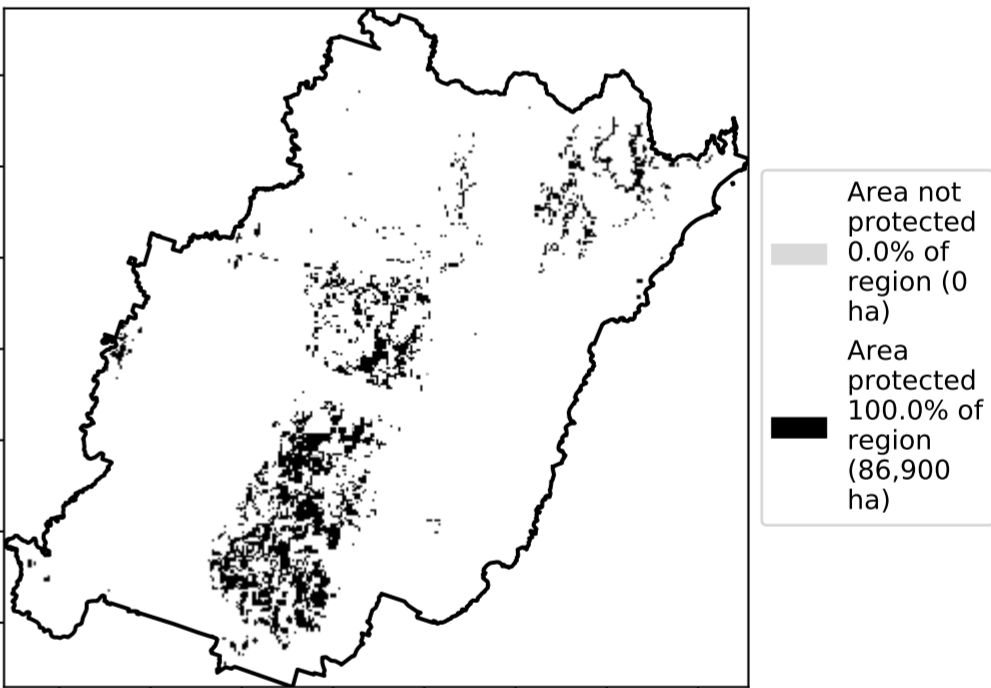 Area not
protected
0.0% of
region (0
ha)
Area
protected
100.0% of
region
(86,900
ha)